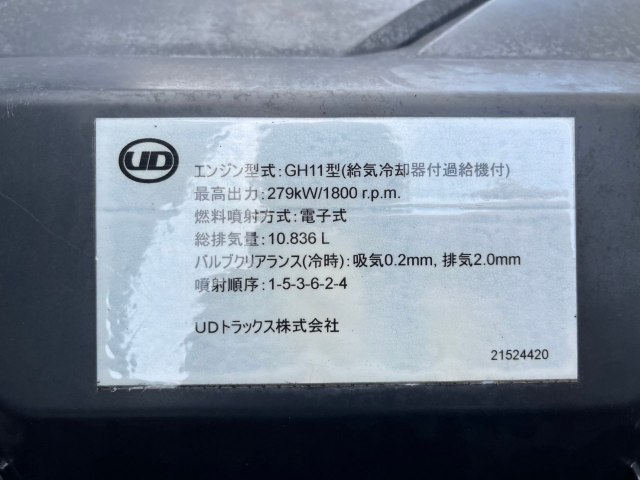 UD
エンジン型式:GH11型(給気冷却器付過給機付)
最高出力:279kW/1800 r.p.m.
燃料噴射方式:電子式
総排気量:10.836 L
バルブクリアランス(冷時):吸気0.2mm, 排気2.0mm
噴射順序:1-5-3-6-2-4
UDトラックス株式会社
21524420